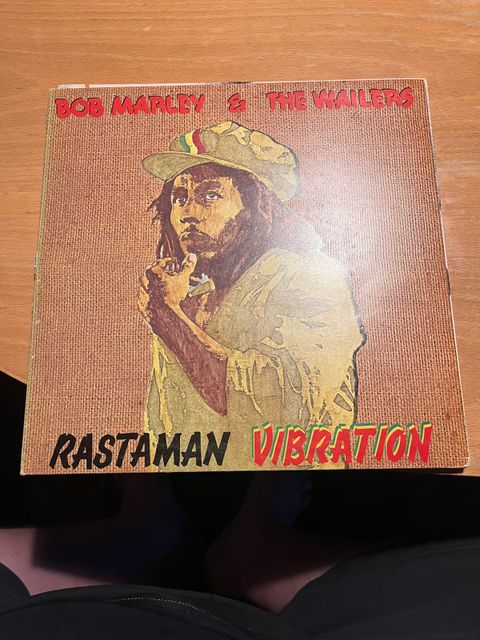 BOB MARLEY & THE WAILERS
RASTAMAN VIBRATION